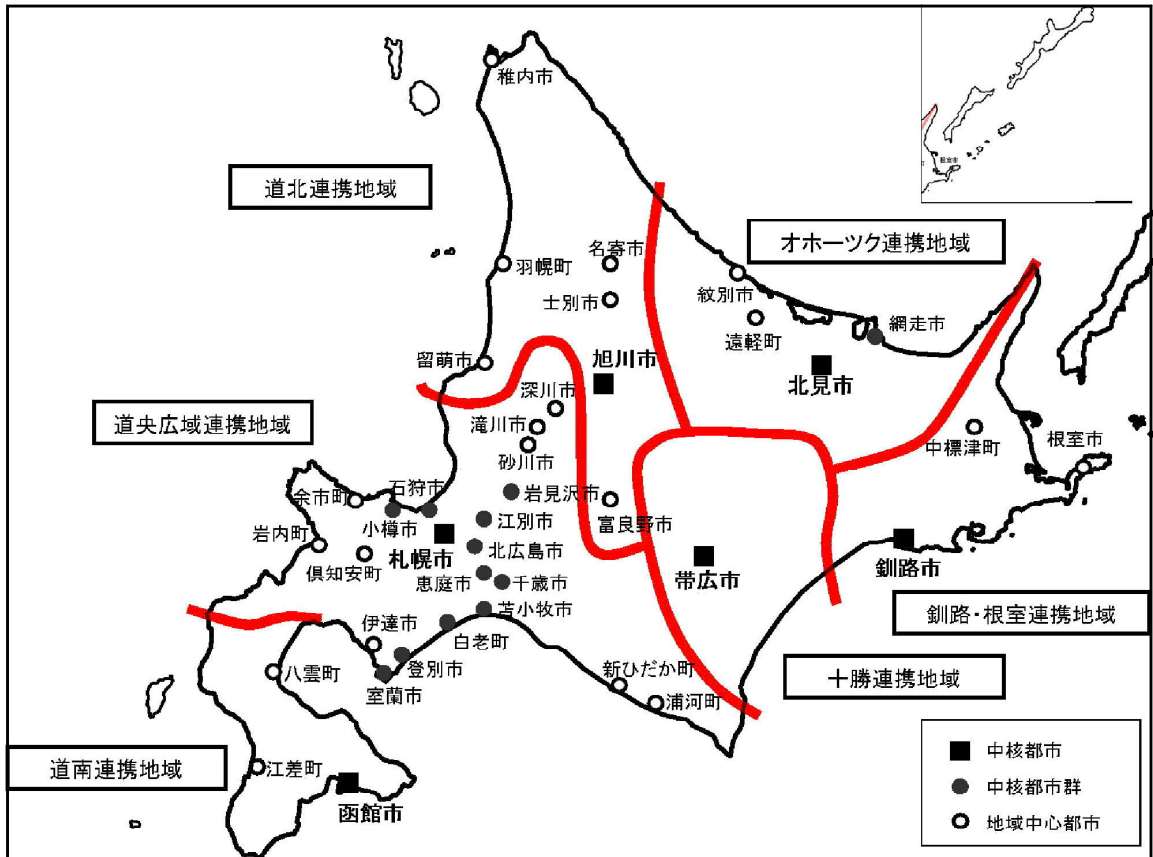 稚内市
道北連携地域
根室市
オホーツク連携地域
名寄市
羽幌町
紋別市
士別市
網走市
遠軽町
留萌市
旭川市
北見市
深川市
道央広域連携地域
滝川市
中標津町
根室市
砂川市
石狩市
岩見沢市
余市町
富良野市
小樽市
江別市
岩内町
札幌市
北広島市
倶知安町
恵庭市
千歳市
帯広市
釧路市
苫小牧市
釧路・根室連携地域
伊達市
白老町
登別市
新ひだか町
十勝連携地域
八雲町
室蘭市
浦河町
中核都市
道南連携地域
江差町
中核都市群
函館市
地域中心都市